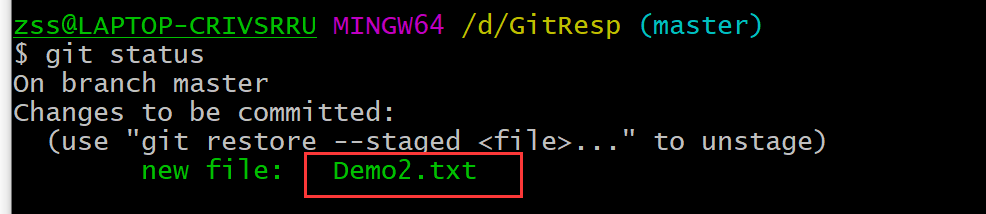 zss@LAPTOP-CRIVSRRU MINGW64 /d/GitResp (master)
$ git status
On branch master
Changes to be committed:
  (use "git restore --staged <file>..." to unstage)
        new file:   Demo2.txt